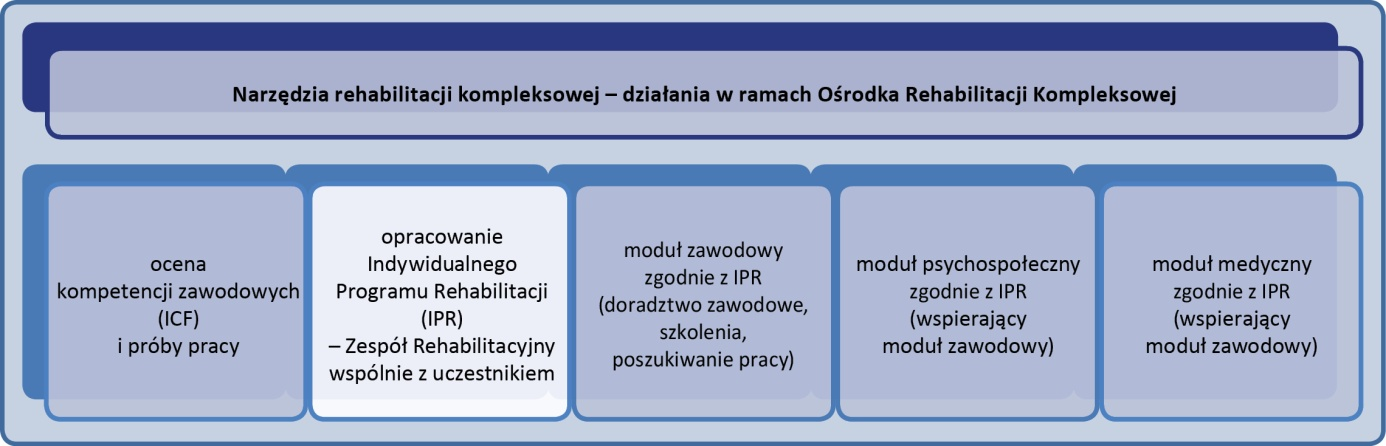 Narzędzia rehabilitacji kompleksowej – działania w ramach Ośrodka Rehabilitacji Kompleksowej
ocena
kompetencji zawodowych
(ICF)
i próby pracy
opracowanie
Indywidualnego
Programu Rehabilitacji
(IPR)
– Zespół Rehabilitacyjny
wspólnie z uczestnikiem
moduł zawodowy
zgodnie z IPR
(doradztwo zawodowe,
szkolenia,
poszukiwanie pracy)
moduł psychospołeczny
zgodnie z IPR
(wspierający
moduł zawodowy)
moduł medyczny
zgodnie z IPR
(wspierający
moduł zawodowy)